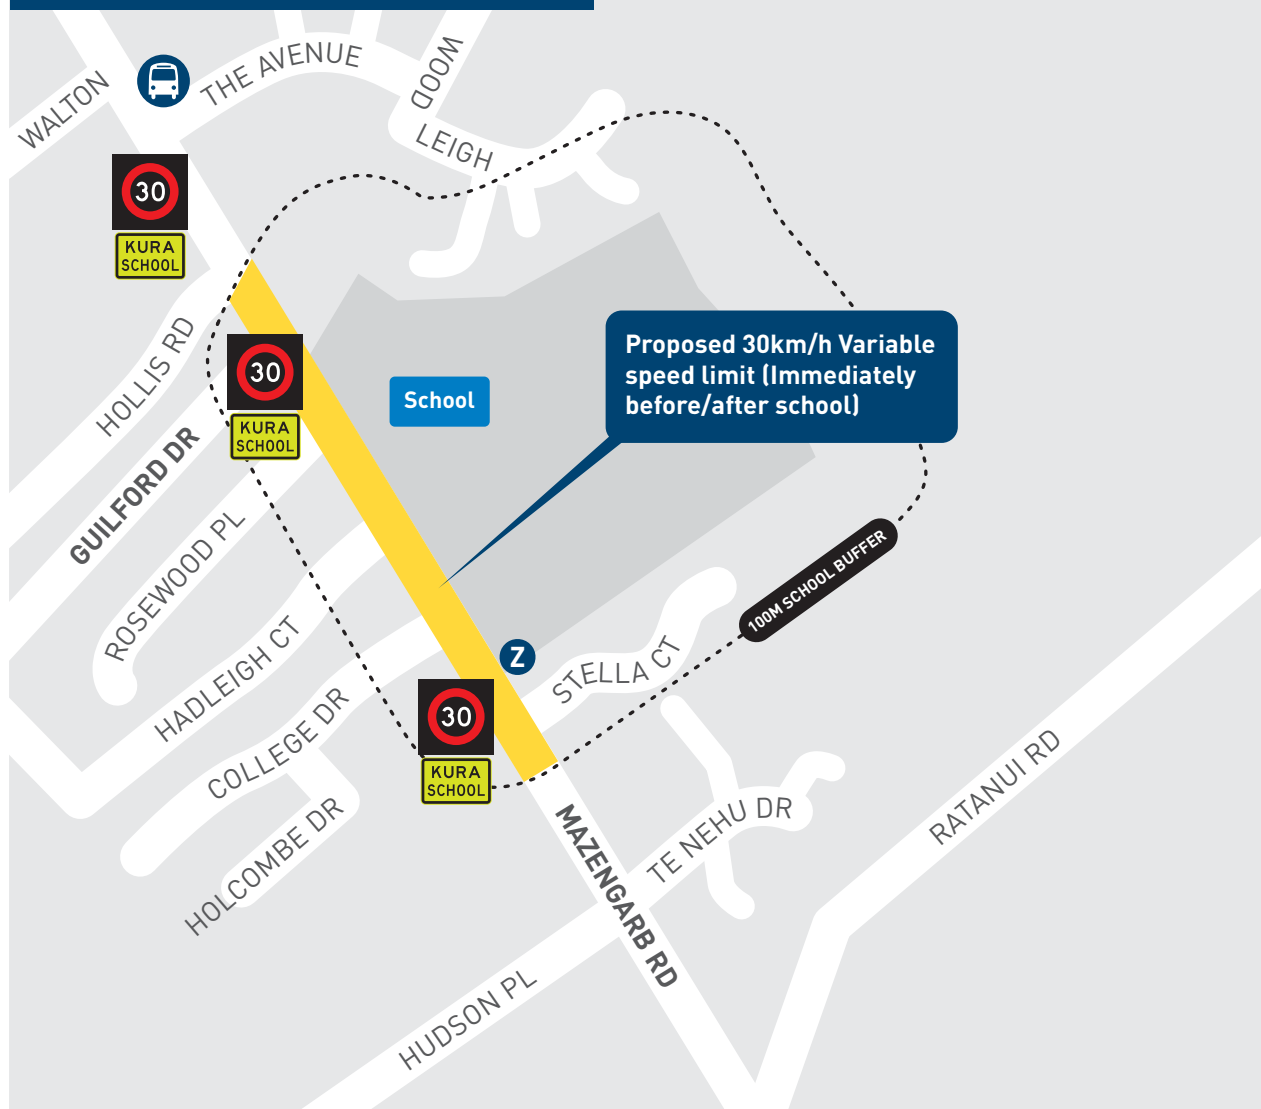 WOOD
THE AVENUE
WALTON
LEIGH
30
KURA
SCHOOL
HOLLIS RD
30
KURA
SCHOOL
Proposed 30km/h Variable
speed limit (Immediately
before/after school)
School
GUILFORD DR
ROSEWOOD PL
100M SCHOOL BUFFER
HADLEIGH CT
Z
STELLA CT
COLLEGE DR
30
KURA
SCHOOL
HOLCOMBE DR
MAZENGARB RD
TE NEHU DR
RATANUI RD
HUDSON PL